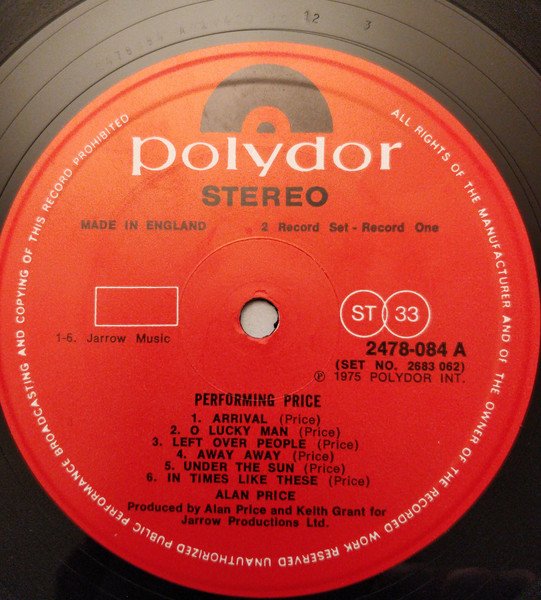 12 3
polydor
STEREO
MADE IN ENGLAND 2 Record Set - Record One
ST 33
1-6. Jarrow Music
2478-084 A
(SET NO. 2683 062)
℗ 1975 POLYDOR INT.
PERFORMING PRICE
1. ARRIVAL (Price)
2. O LUCKY MAN (Price)
3. LEFT OVER PEOPLE (Price)
4. AWAY AWAY (Price)
5. UNDER THE SUN (Price)
6. IN TIMES LIKE THESE (Price)
ALAN PRICE
Produced by Alan Price and Keith Grant for
Jarrow Productions Ltd.
ALL RIGHTS OF THE MANUFACTURER AND OF THE OWNER OF THE RECORDED WORK RESERVED UNAUTHORIZED PUBLIC PERFORMANCE BROADCASTING AND COPYING OF THIS RECORD PROHIBITED